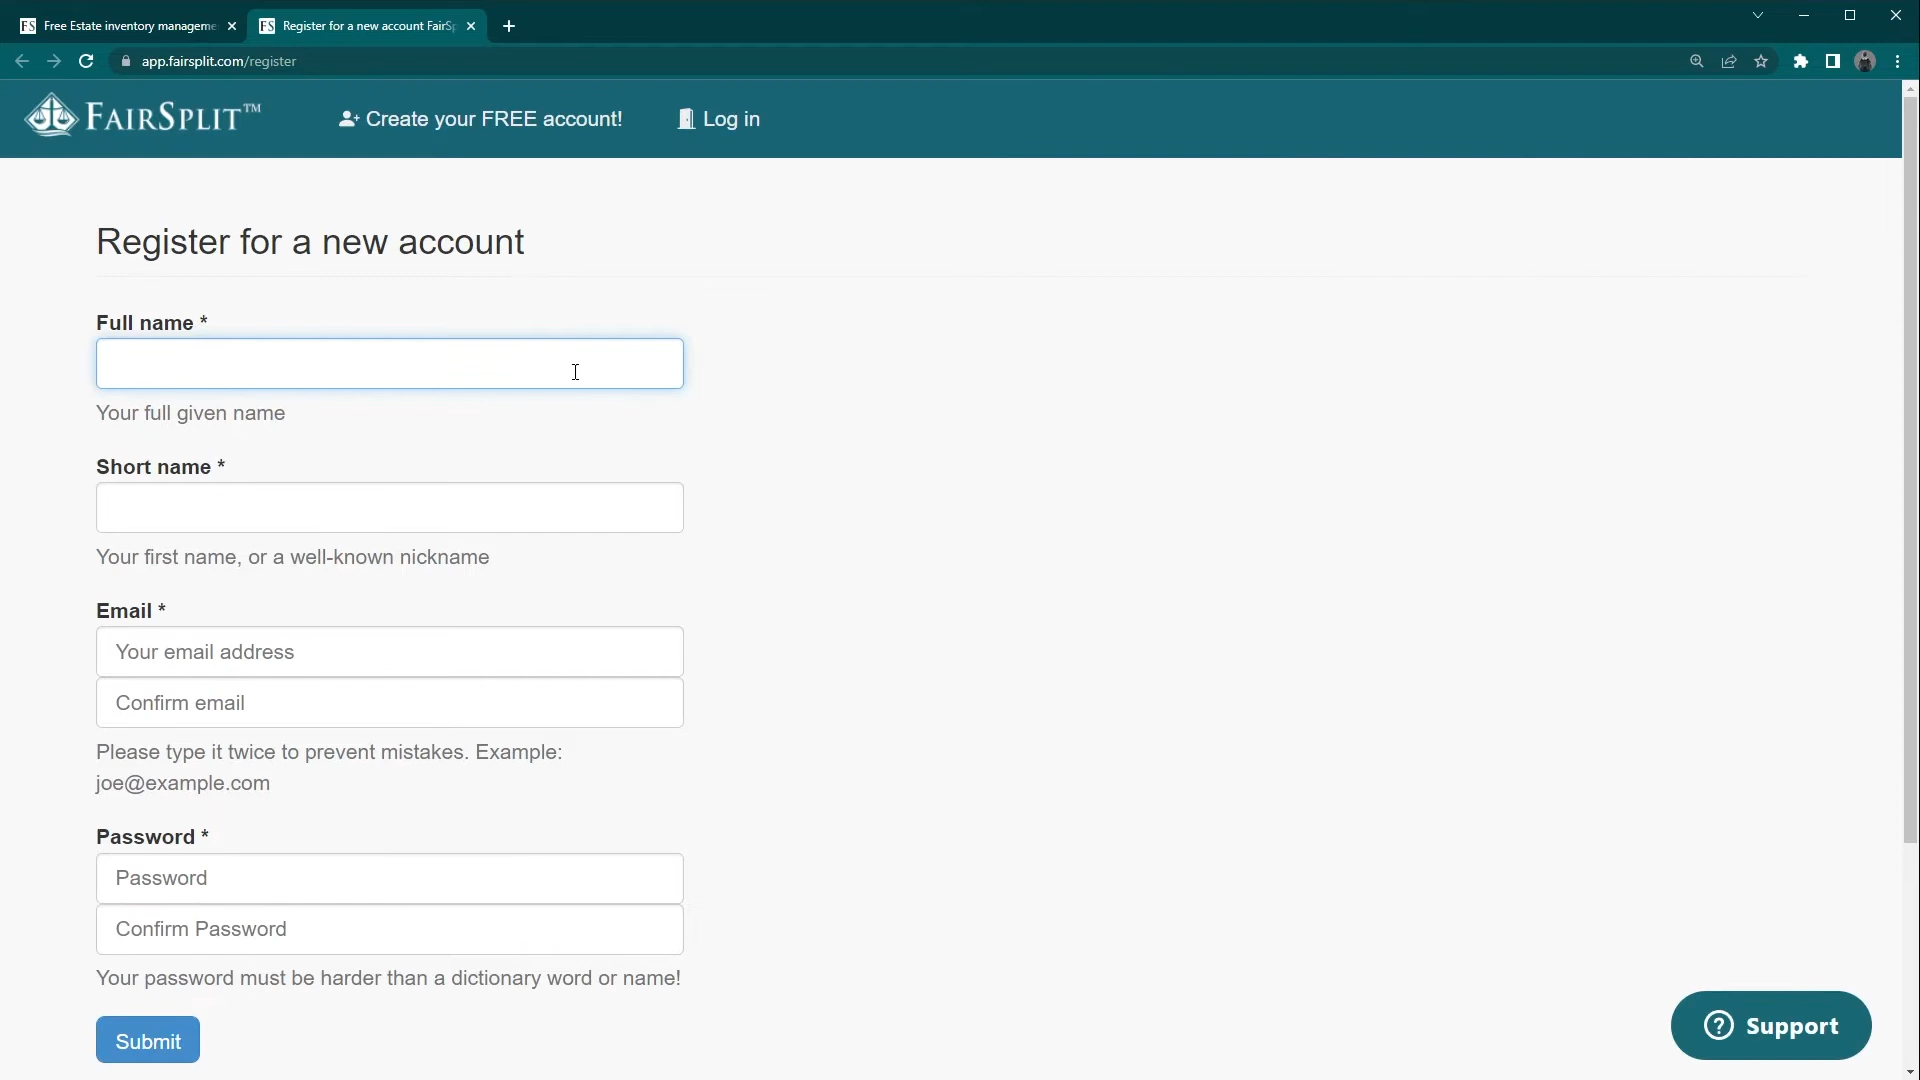 FS Free Estate inventory manageme
FS Register for a new account FairSp
app.fairsplit.com/register
FAIRSPLIT™
Create your FREE account!
Log in
Register for a new account
Full name *
Your full given name
Short name *
Your first name, or a well-known nickname
Email *
Your email address
Confirm email
Please type it twice to prevent mistakes. Example:
joe@example.com
Password *
Password
Confirm Password
Your password must be harder than a dictionary word or name!
Submit
Support